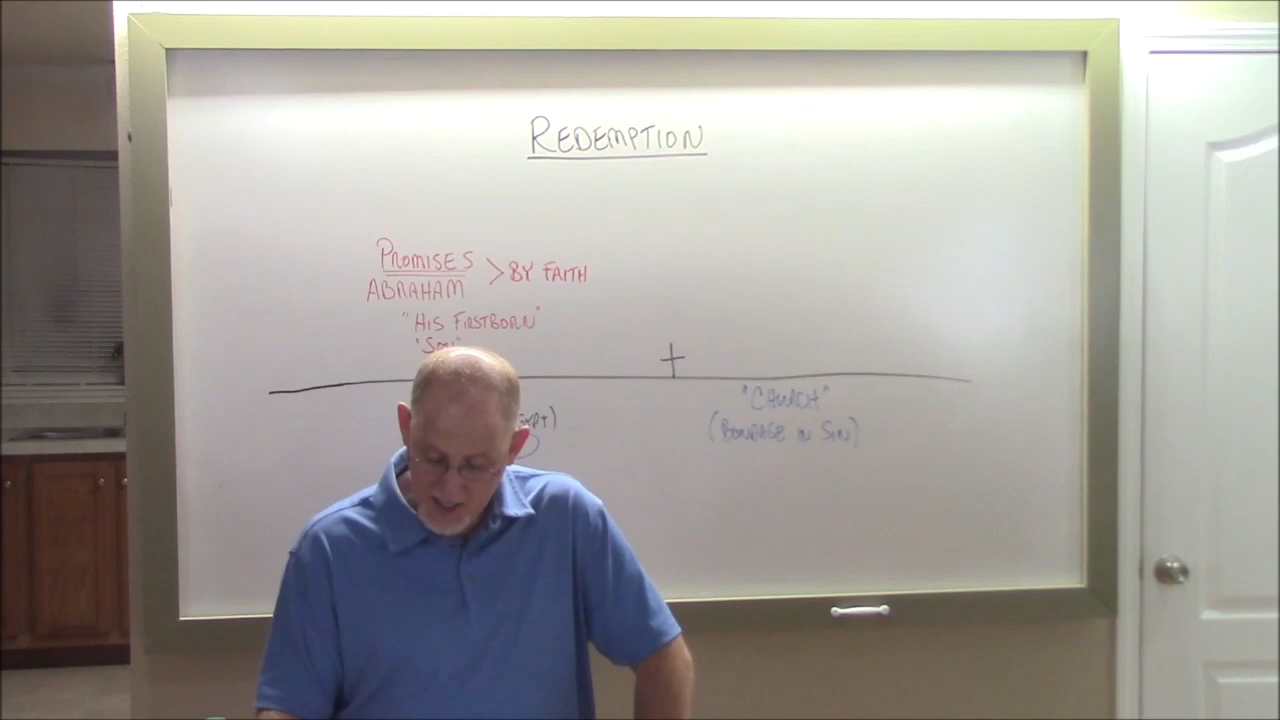 REDEMPTION
PROMISES
ABRAHAM > BY FAITH
"HIS FIRSTBORN"
"CHURCH"
(BONDAGE IN SIN)